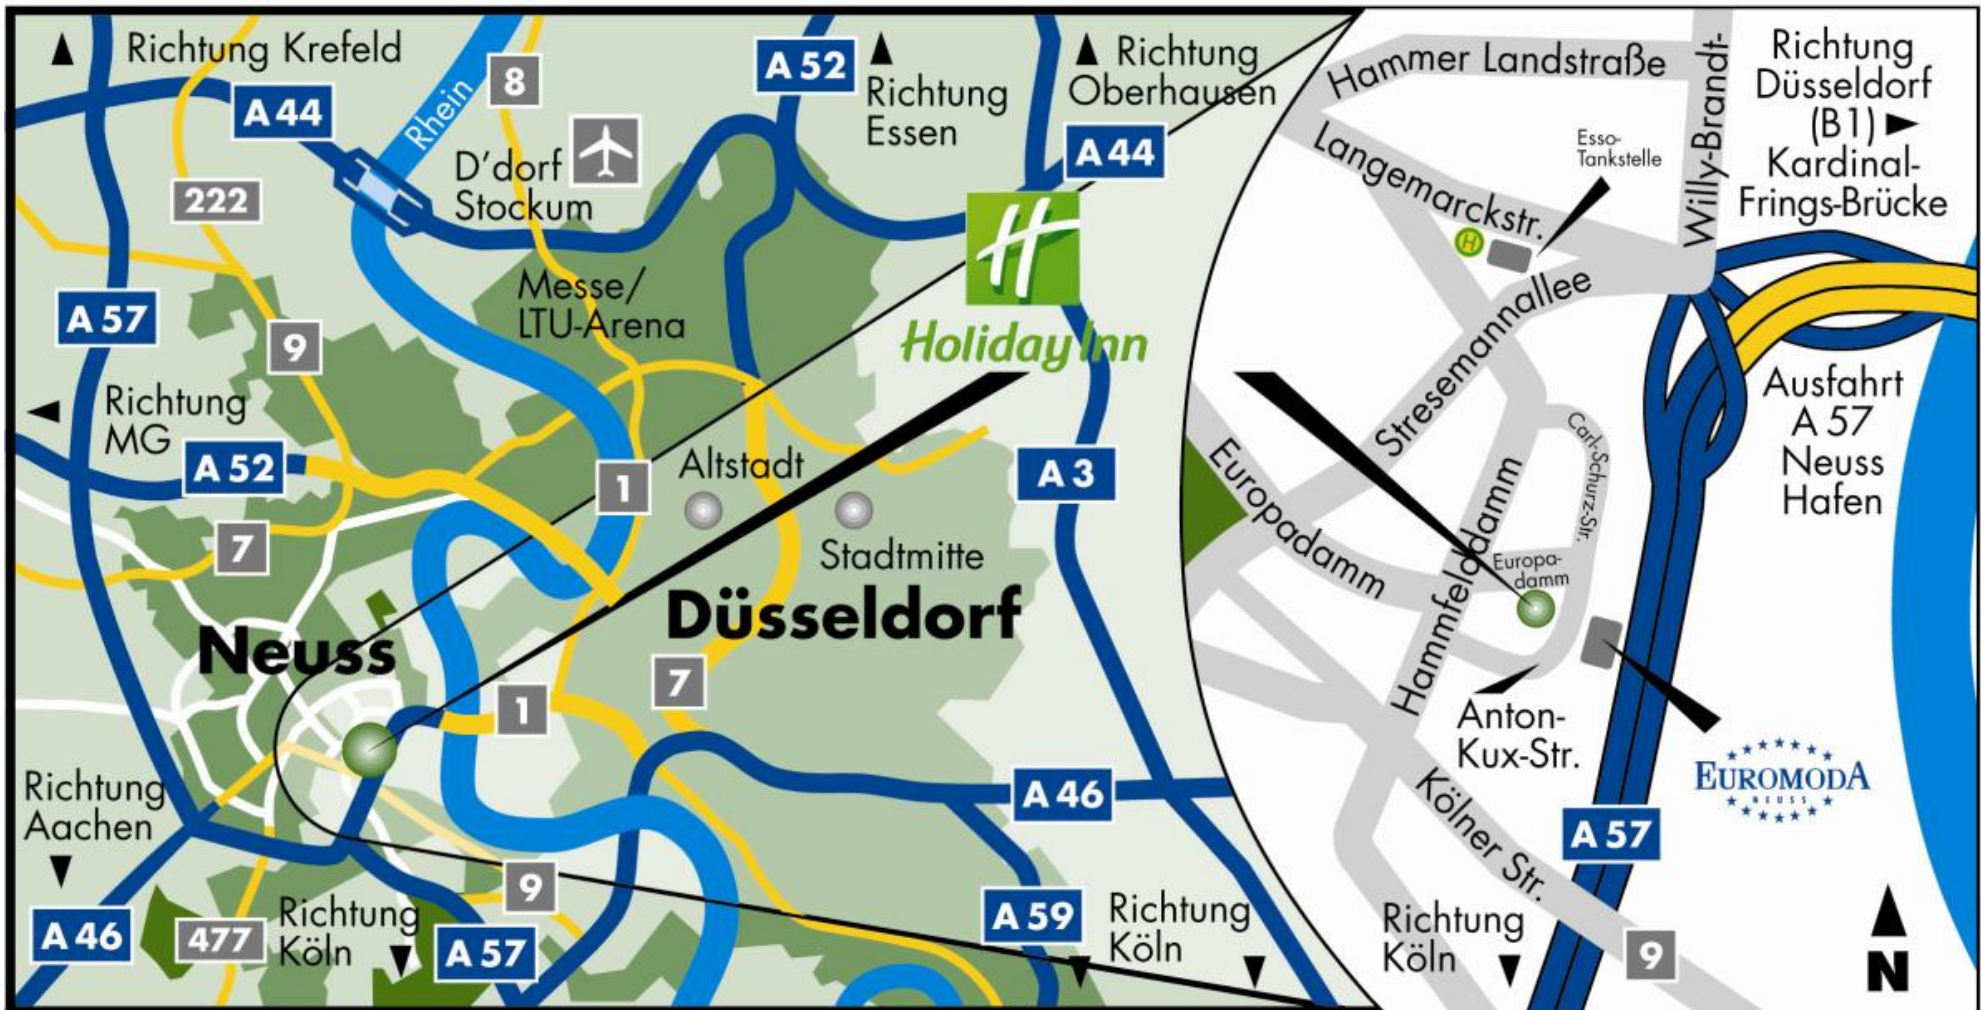 Richtung Krefeld
A 44
Rhein
8
A 52
Richtung
Essen
Richtung
Oberhausen
A 44
222
D'dorf
Stockum
Messe/
LTU-Arena
A 57
9
Holiday Inn
Richtung
MG
A 52
1
Altstadt
A 3
7
Stadtmitte
Düsseldorf
Neuss
7
1
Richtung
Aachen
A 46
9
A 46
477
Richtung
Köln
A 57
A 59
Richtung
Köln
Hammer Landstraße
Willy-Brandt-
Richtung
Düsseldorf
(B1)
Kardinal-
Frings-Brücke
Langemarckstr.
Esso-
Tankstelle
H
Stresemannallee
Ausfahrt
A 57
Neuss
Hafen
Europadamm
Hammfelddamm
Carl-Schurz-Str.
Europa-
damm
Anton-
Kux-Str.
EUROMODA
NEUSS
Kölner Str.
A 57
Richtung
Köln
9
N